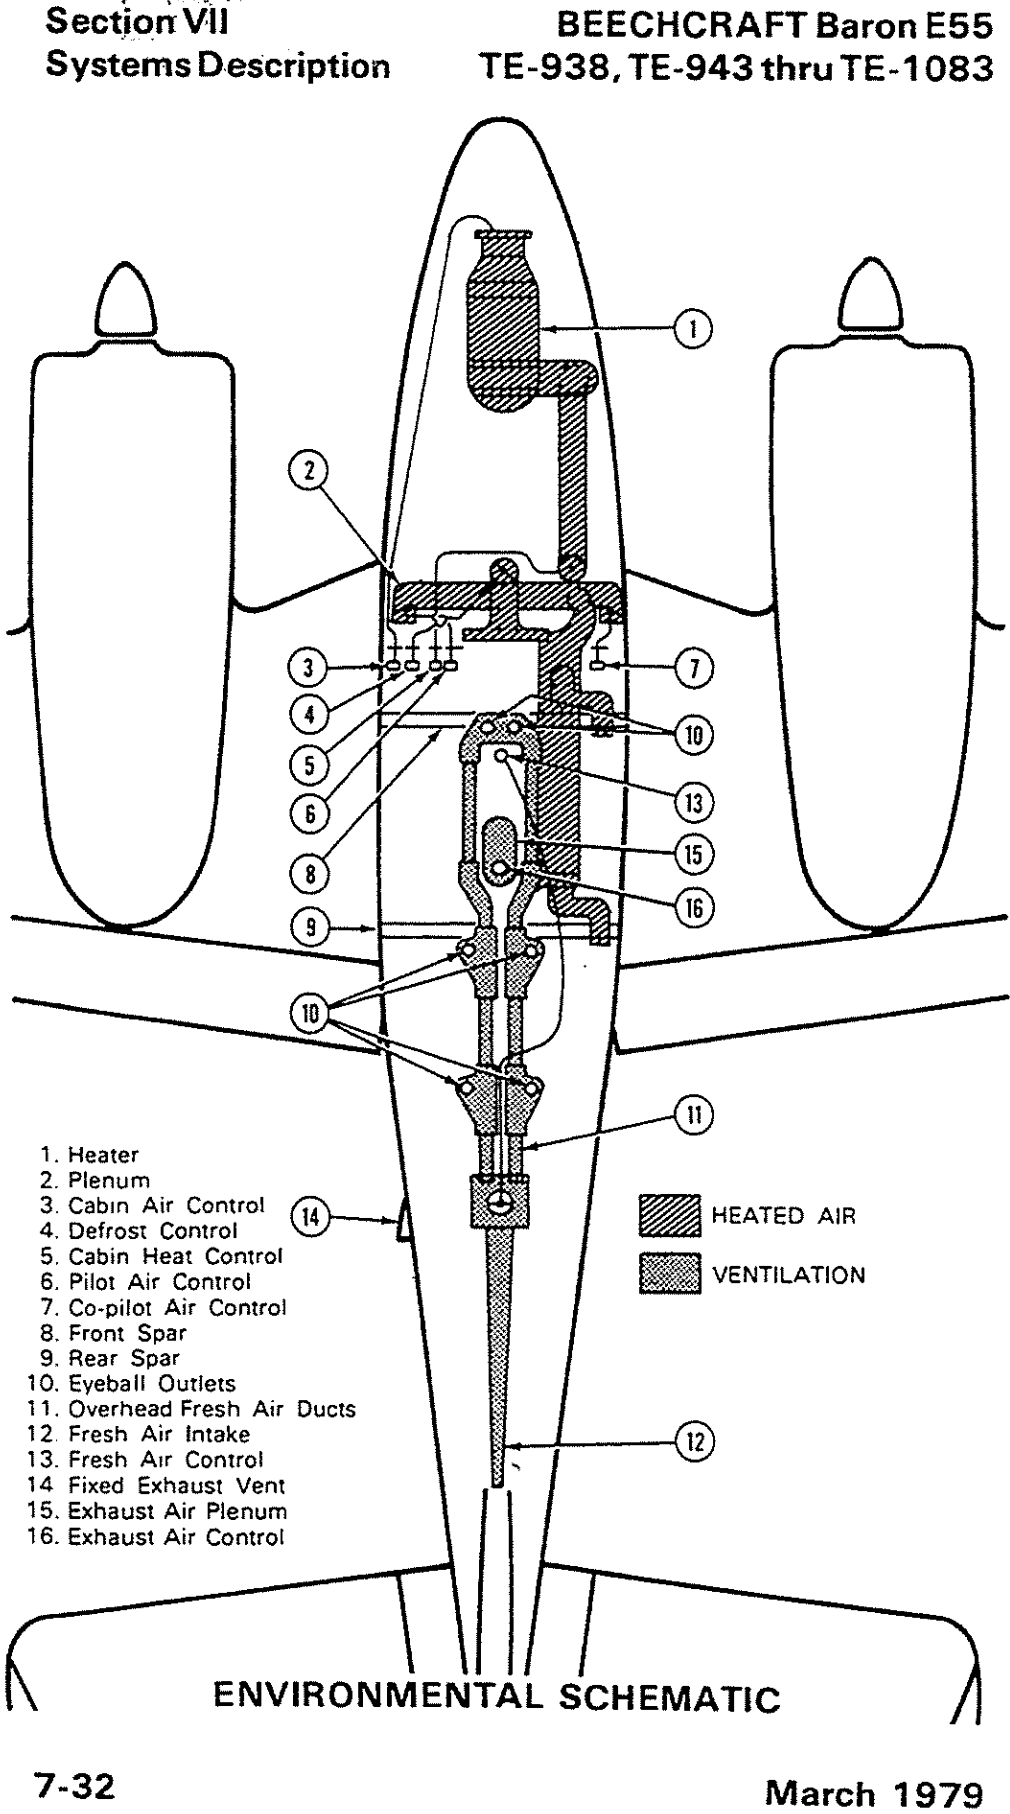 Section VII
Systems Description
BEECHCRAFT Baron E55
TE-938, TE-943 thru TE-1083
1
2
3
4
5
6
8
9
10
7
10
13
15
16
11
14
12
1. Heater
2. Plenum
3. Cabin Air Control
4. Defrost Control
5. Cabin Heat Control
6. Pilot Air Control
7. Co-pilot Air Control
8. Front Spar
9. Rear Spar
10. Eyeball Outlets
11. Overhead Fresh Air Ducts
12. Fresh Air Intake
13. Fresh Air Control
14 Fixed Exhaust Vent
15. Exhaust Air Plenum
16. Exhaust Air Control
HEATED AIR
VENTILATION
ENVIRONMENTAL SCHEMATIC
7-32
March 1979